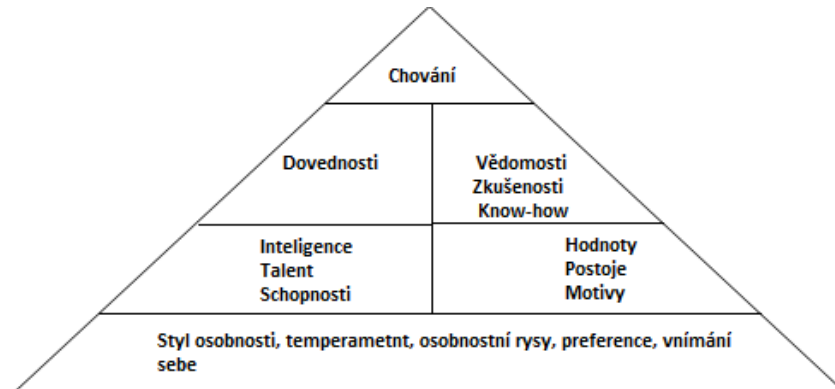 Chování
Dovednosti
Vědomosti
Zkušenosti
Know-how
Inteligence
Talent
Schopnosti
Hodnoty
Postoje
Motivy
Styl osobnosti, temperametnt, osobnostní rysy, preference, vnímání
sebe